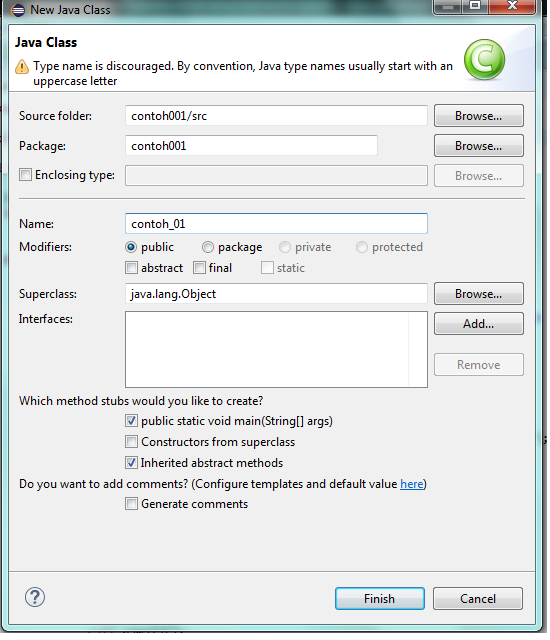 New Java Class
Java Class
Type name is discouraged. By convention, Java type names usually start with an
uppercase letter
Source folder: contoh001/src Browse...
Package: contoh001 Browse...
Enclosing type: Browse...
Name: contoh_01
Modifiers: public package private protected
abstract final static
Superclass: java.lang.Object Browse...
Interfaces: Add...
Remove
Which method stubs would you like to create?
public static void main(String[] args)
Constructors from superclass
Inherited abstract methods
Do you want to add comments? (Configure templates and default value here)
Generate comments
Finish Cancel